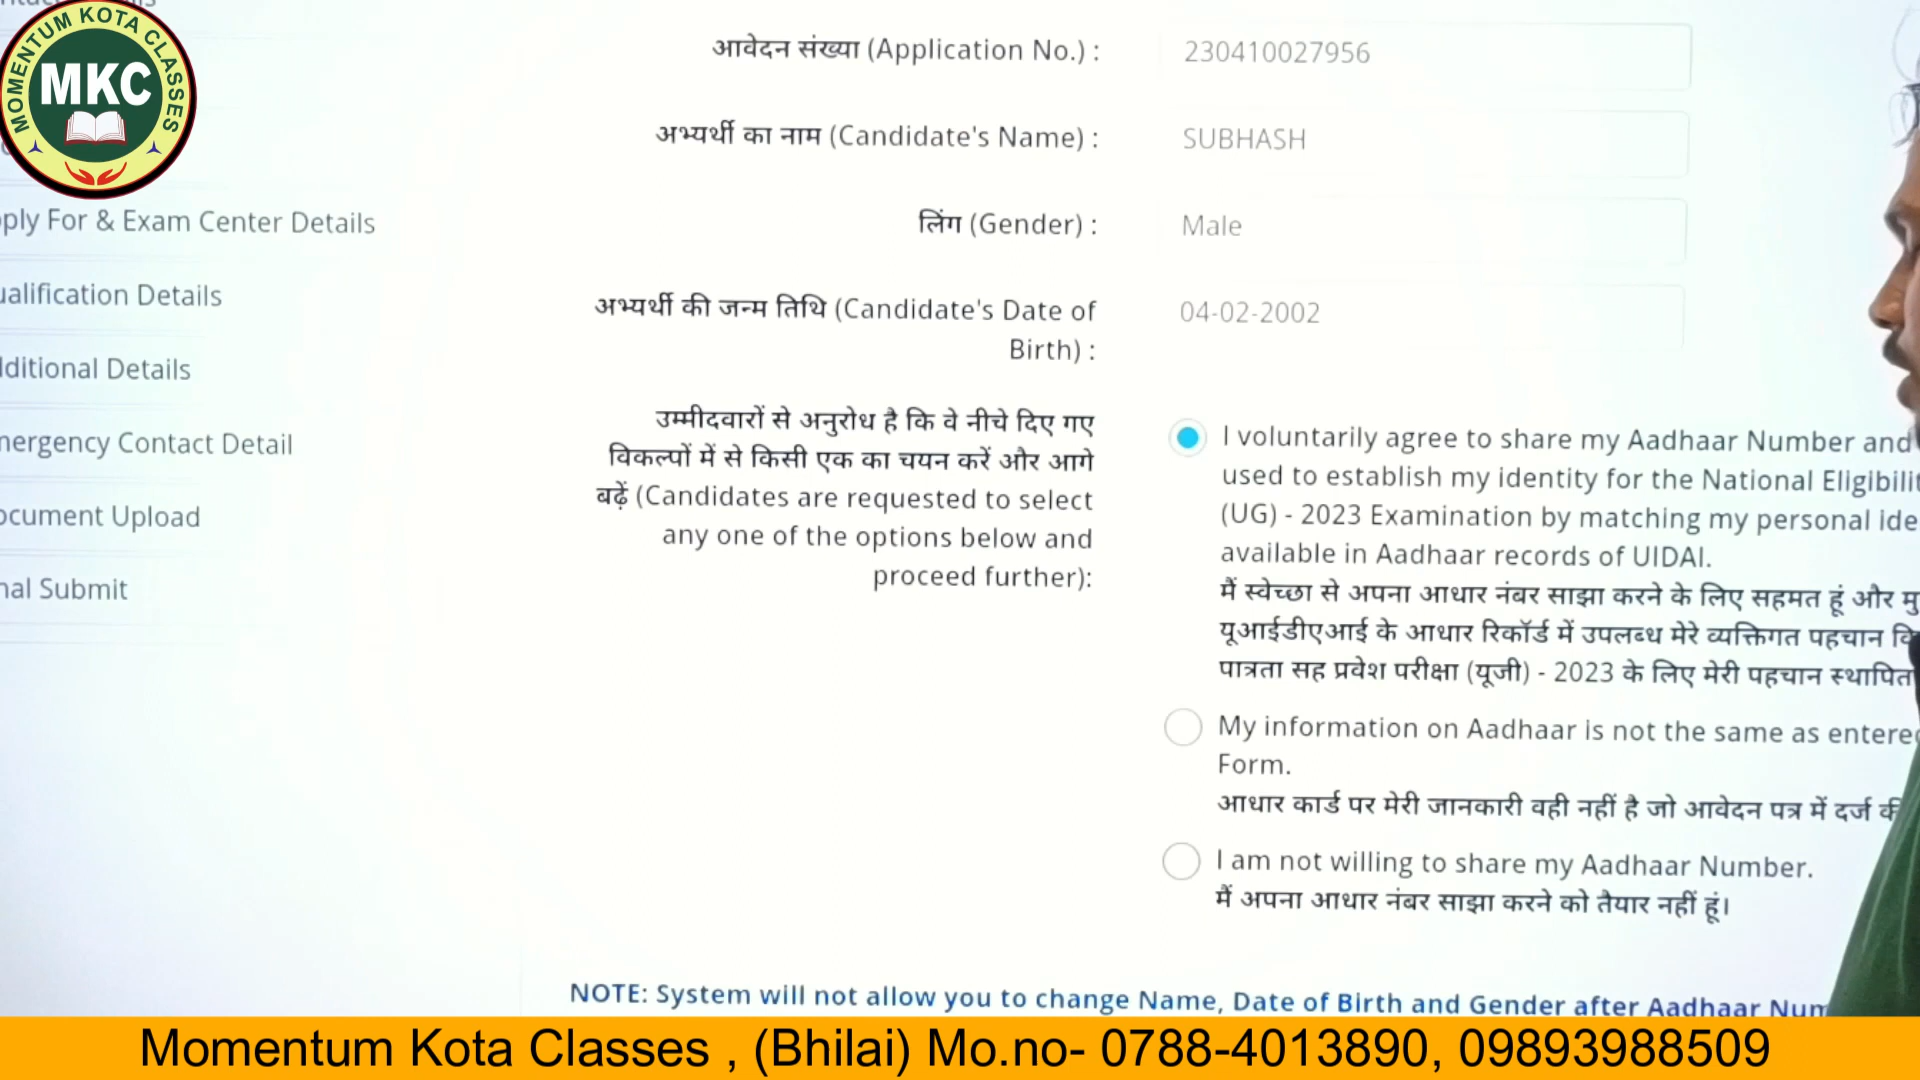 MOMENTUM KOTA CLASSES
MKC
आवेदन संख्या (Application No.) :
230410027956
अभ्यर्थी का नाम (Candidate's Name) :
SUBHASH
लिंग (Gender) :
Male
अभ्यर्थी की जन्म तिथि (Candidate's Date of
Birth) :
04-02-2002
ply For & Exam Center Details
ualification Details
ditional Details
mergency Contact Detail
ocument Upload
nal Submit
उम्मीदवारों से अनुरोध है कि वे नीचे दिए गए
विकल्पों में से किसी एक का चयन करें और आगे
बढ़ें (Candidates are requested to select
any one of the options below and
proceed further):
I voluntarily agree to share my Aadhaar Number and
used to establish my identity for the National Eligibilit
(UG) - 2023 Examination by matching my personal ide
available in Aadhaar records of UIDAI.
मैं स्वेच्छा से अपना आधार नंबर साझा करने के लिए सहमत हूं और मु
यूआईडीएआई के आधार रिकॉर्ड में उपलब्ध मेरे व्यक्तिगत पहचान वि
पात्रता सह प्रवेश परीक्षा (यूजी) - 2023 के लिए मेरी पहचान स्थापित
My information on Aadhaar is not the same as entered
Form.
आधार कार्ड पर मेरी जानकारी वही नहीं है जो आवेदन पत्र में दर्ज की
I am not willing to share my Aadhaar Number.
मैं अपना आधार नंबर साझा करने को तैयार नहीं हूं।
NOTE: System will not allow you to change Name, Date of Birth and Gender after Aadhaar Num
Momentum Kota Classes , (Bhilai) Mo.no- 0788-4013890, 09893988509